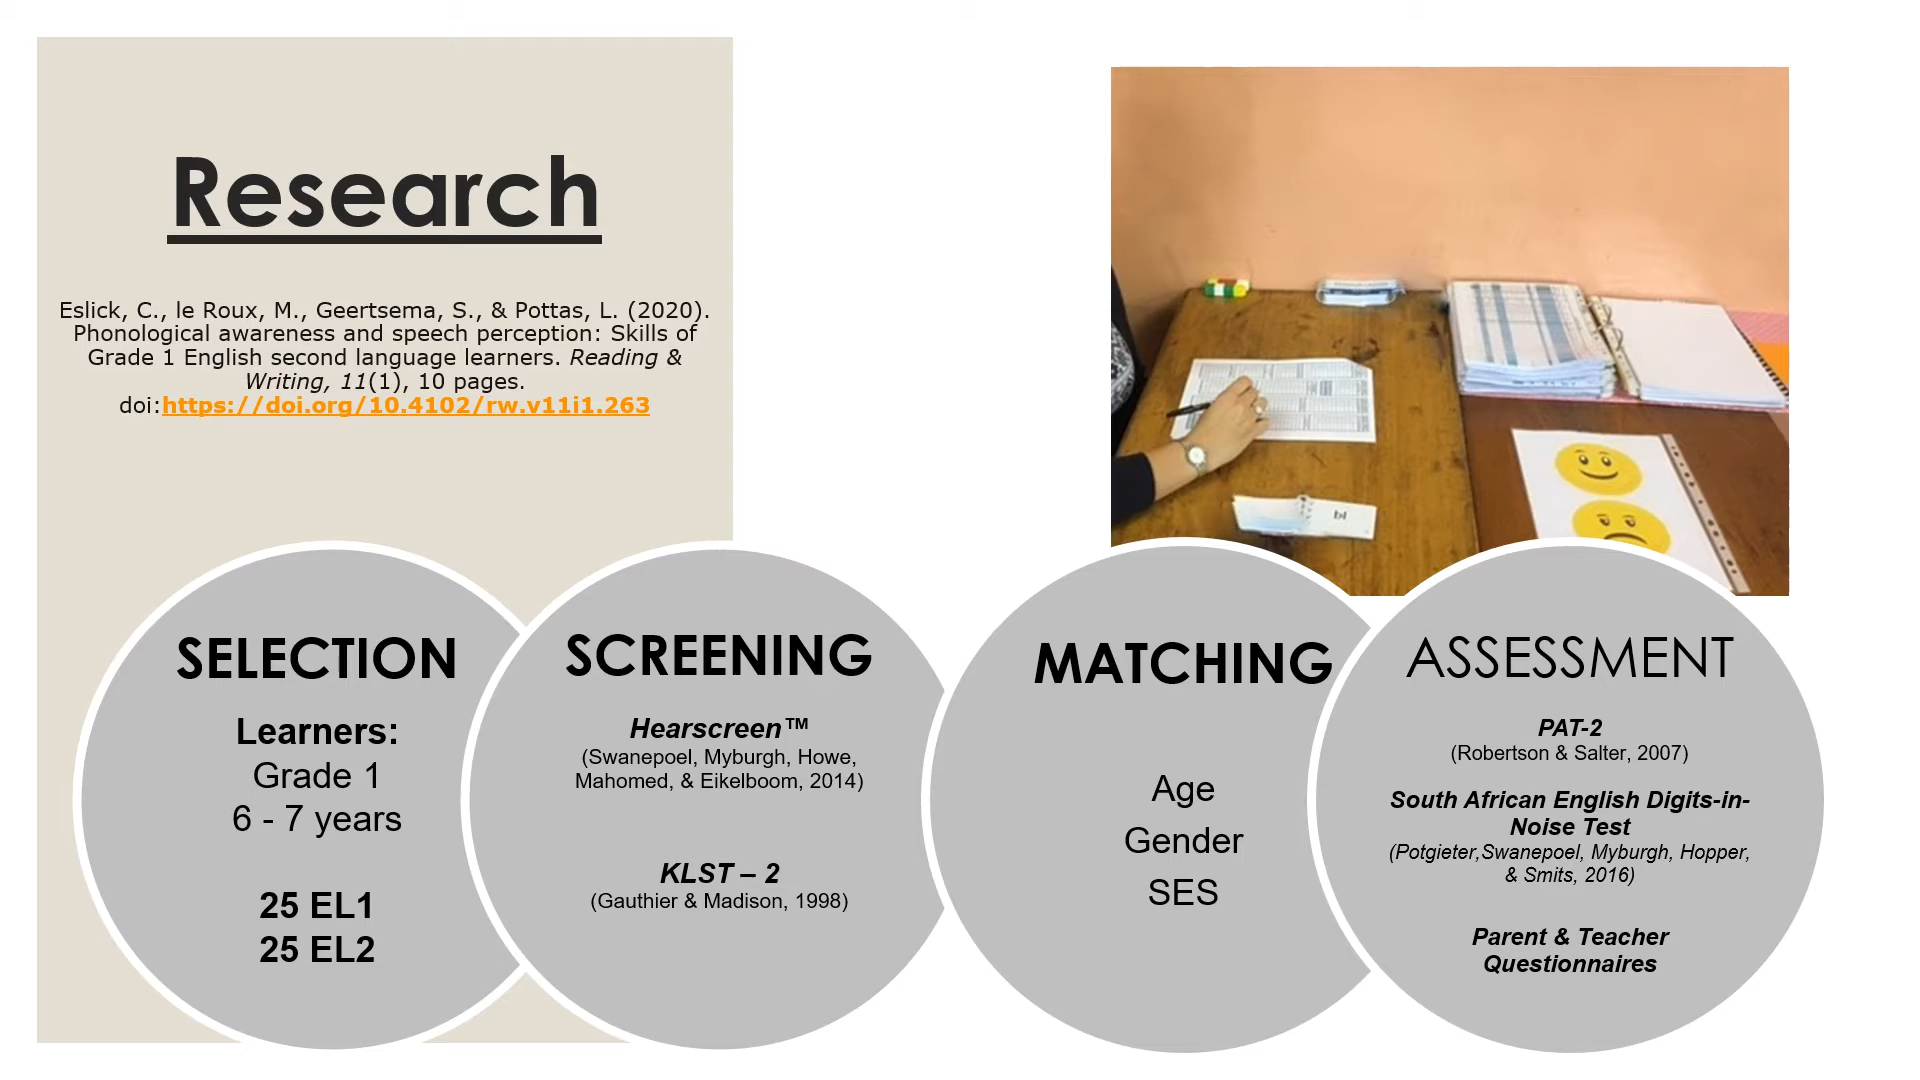 Research
Eslick, C., le Roux, M., Geertsema, S., & Pottas, L. (2020).
Phonological awareness and speech perception: Skills of
Grade 1 English second language learners. Reading &
Writing, 11(1), 10 pages.
doi:https://doi.org/10.4102/rw.v11i1.263
bl
SELECTION
Learners:
Grade 1
6 - 7 years
25 EL1
25 EL2
SCREENING
Hearscreen™
(Swanepoel, Myburgh, Howe,
Mahomed, & Eikelboom, 2014)
KLST – 2
(Gauthier & Madison, 1998)
MATCHING
Age
Gender
SES
ASSESSMENT
PAT-2
(Robertson & Salter, 2007)
South African English Digits-in-
Noise Test
(Potgieter,Swanepoel, Myburgh, Hopper,
& Smits, 2016)
Parent & Teacher
Questionnaires